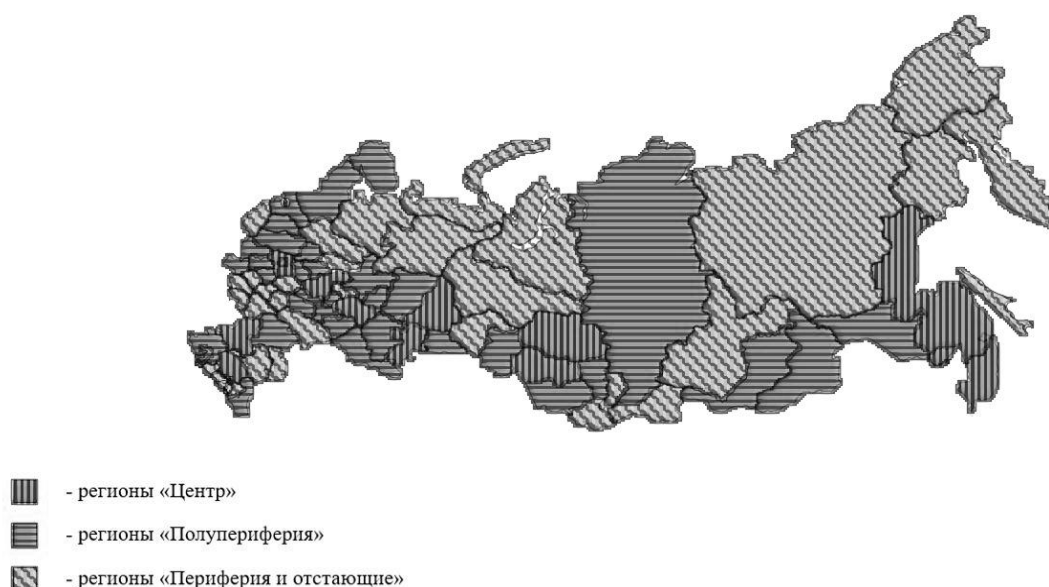 - регионы «Центр»
- регионы «Полупериферия»
- регионы «Периферия и отстающие»